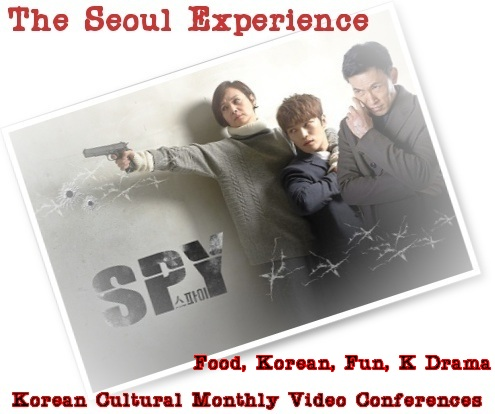 The Seoul Experience
SPY
스파이
Food, Korean, Fun, K Drama
Korean Cultural Monthly Video Conferences